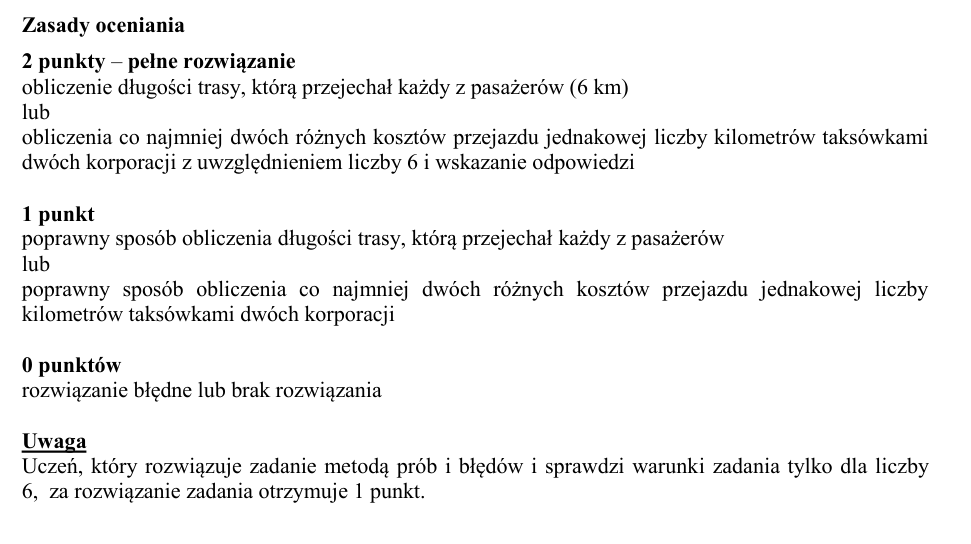 Zasady oceniania
2 punkty – pełne rozwiązanie
obliczenie długości trasy, którą przejechał każdy z pasażerów (6 km)
lub
obliczenia co najmniej dwóch różnych kosztów przejazdu jednakowej liczby kilometrów taksówkami
dwóch korporacji z uwzględnieniem liczby 6 i wskazanie odpowiedzi
1 punkt
poprawny sposób obliczenia długości trasy, którą przejechał każdy z pasażerów
lub
poprawny sposób obliczenia co najmniej dwóch różnych kosztów przejazdu jednakowej liczby
kilometrów taksówkami dwóch korporacji
0 punktów
rozwiązanie błędne lub brak rozwiązania
Uwaga
Uczeń, który rozwiązuje zadanie metodą prób i błędów i sprawdzi warunki zadania tylko dla liczby
6,  za rozwiązanie zadania otrzymuje 1 punkt.